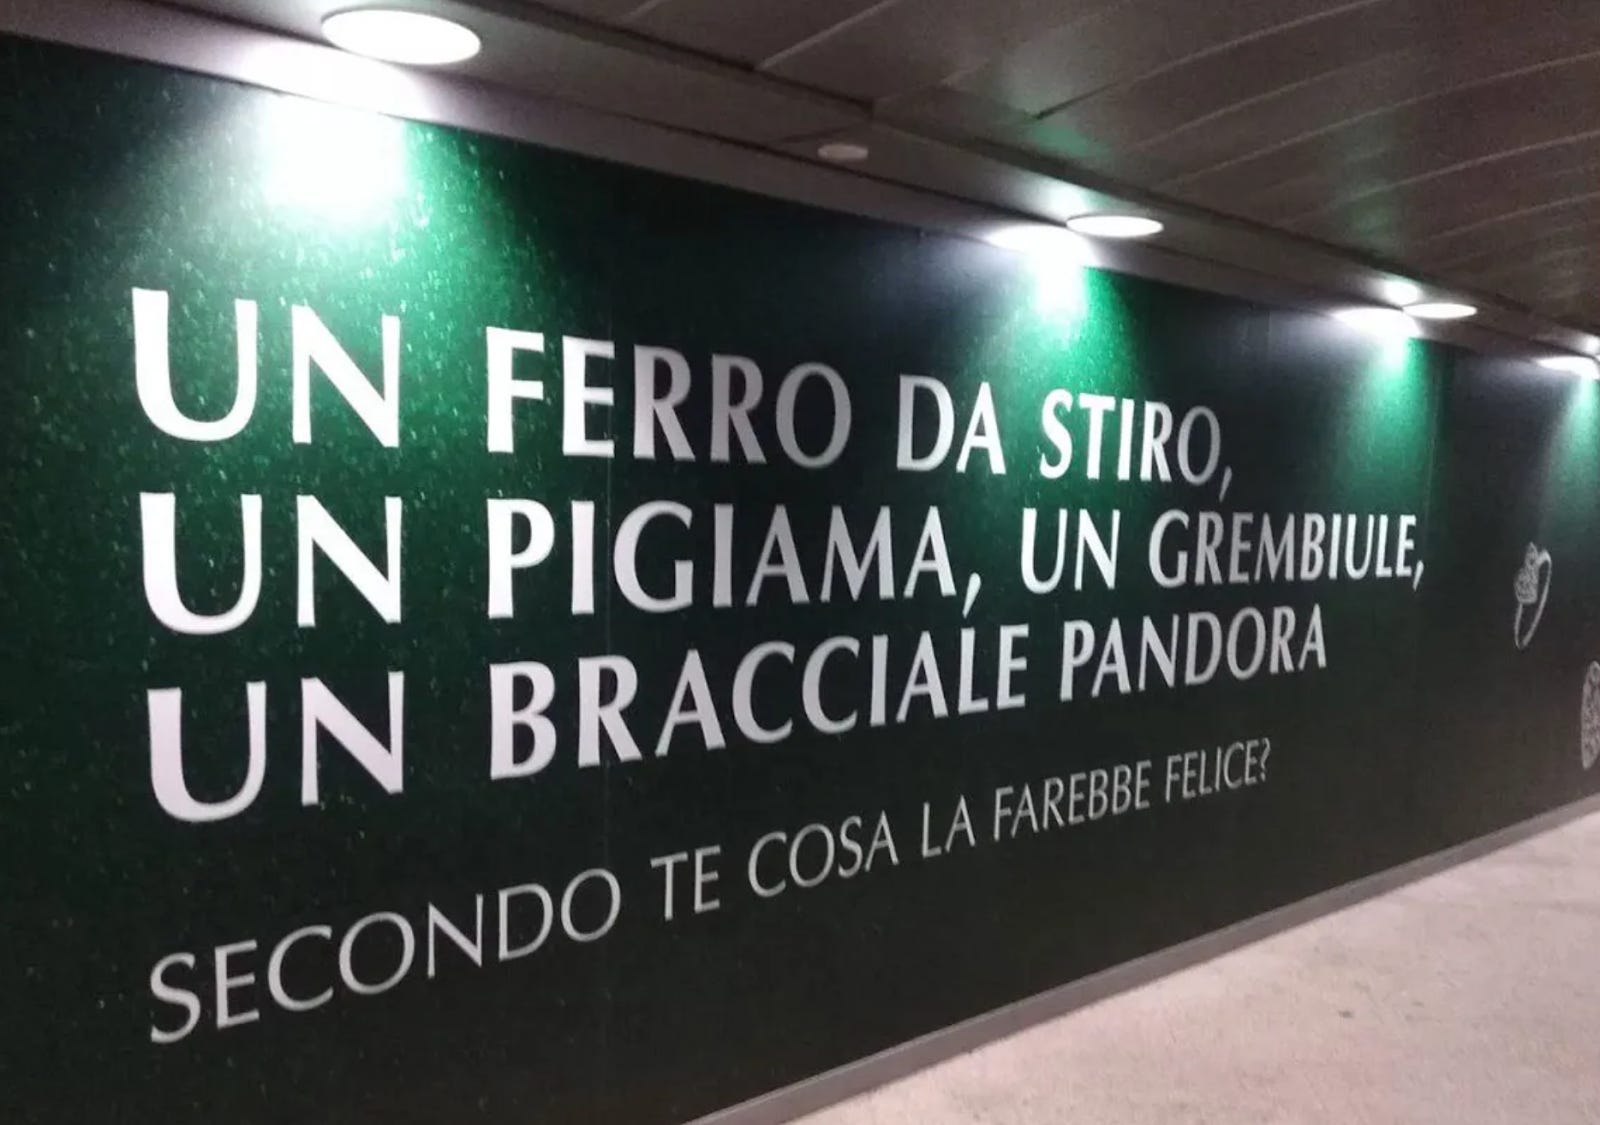 UN FERRO DA STIRO,
UN PIGIAMA, UN GREMBIULE,
UN BRACCIALE PANDORA
SECONDO TE COSA LA FAREBBE FELICE?